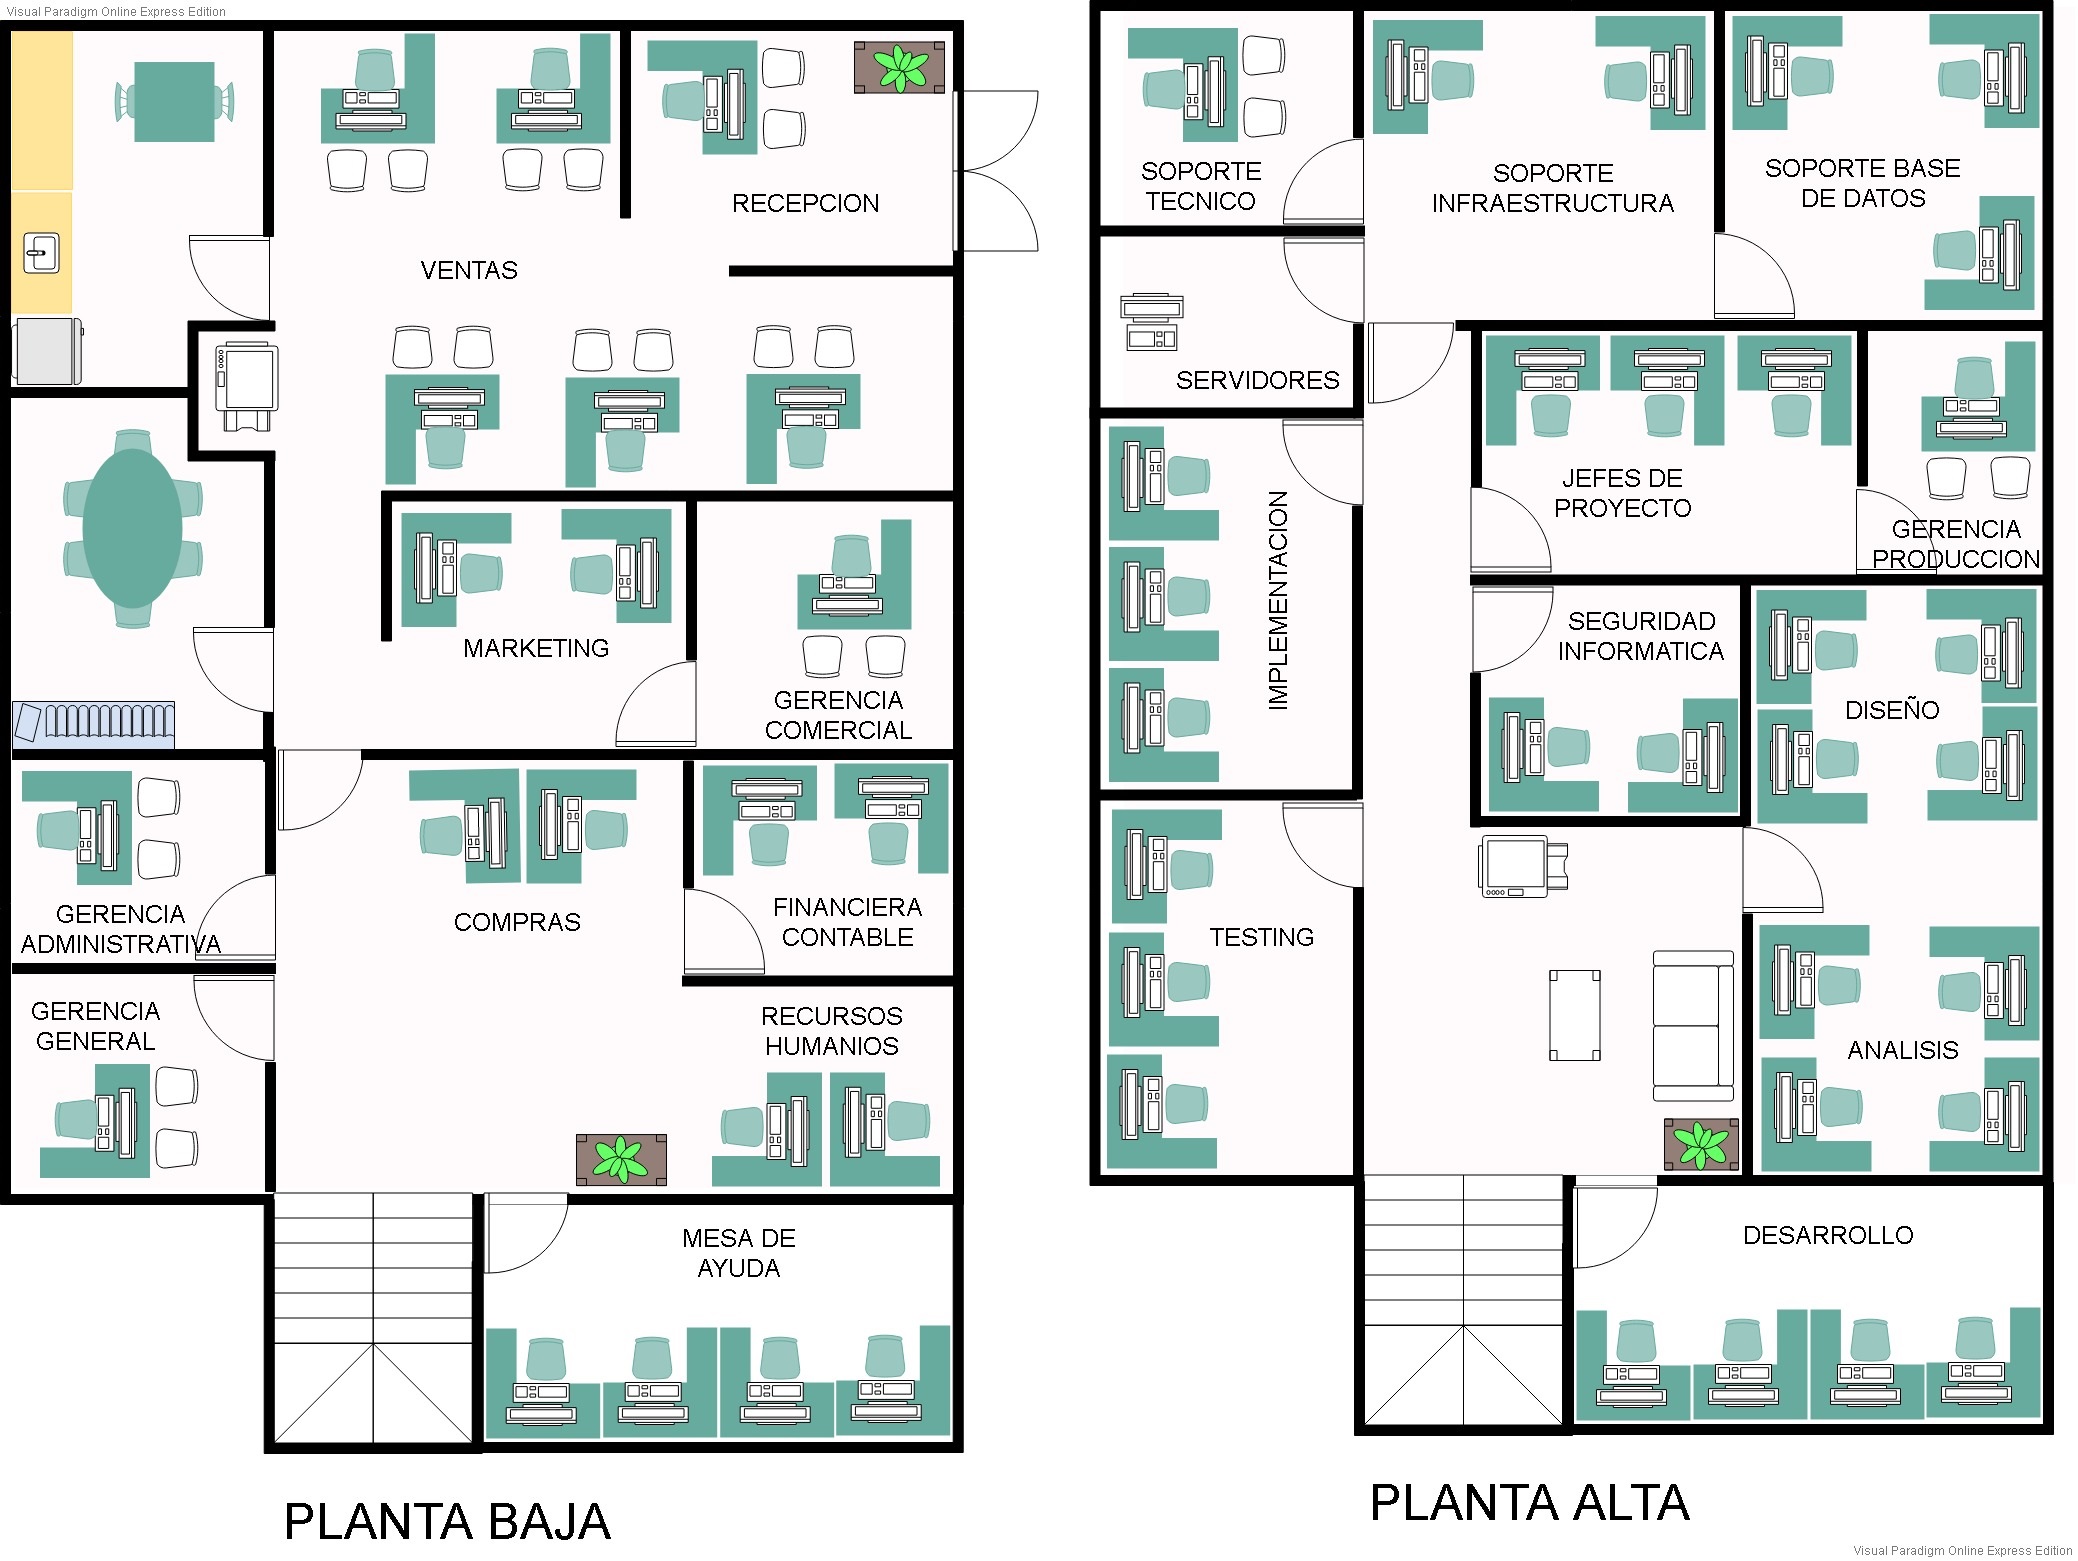 Visual Paradigm Online Express Edition
RECEPCION
VENTAS
MARKETING
GERENCIA
COMERCIAL
GERENCIA
ADMINISTRATIVA
COMPRAS
FINANCIERA
CONTABLE
GERENCIA
GENERAL
RECURSOS
HUMANIOS
MESA DE
AYUDA
PLANTA BAJA
SOPORTE
TECNICO
SOPORTE
INFRAESTRUCTURA
SOPORTE BASE
DE DATOS
SERVIDORES
JEFES DE
PROYECTO
GERENCIA
PRODUCCION
IMPLEMENTACION
SEGURIDAD
INFORMATICA
DISEÑO
TESTING
ANALISIS
DESARROLLO
PLANTA ALTA
Visual Paradigm Online Express Edition